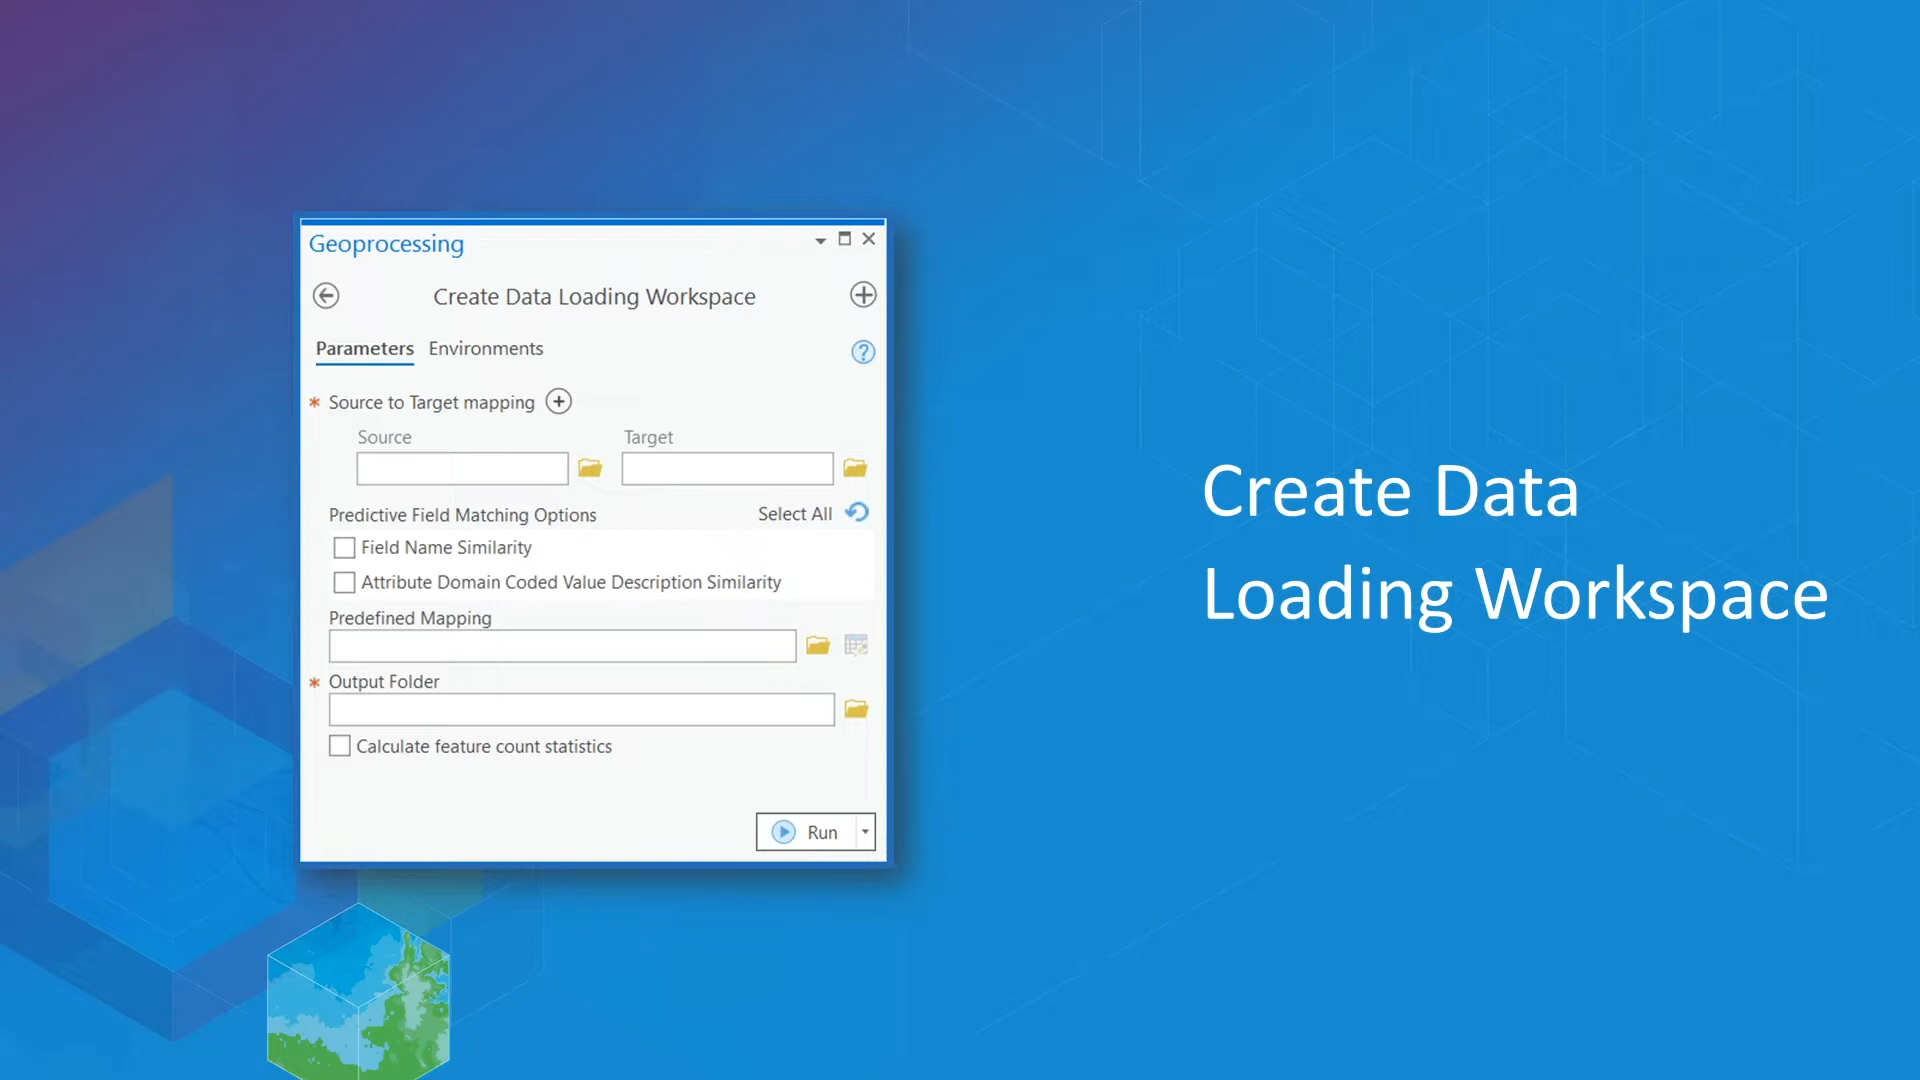 Geoprocessing
Create Data Loading Workspace
Parameters Environments
Source to Target mapping
Source Target
Predictive Field Matching Options Select All
Field Name Similarity
Attribute Domain Coded Value Description Similarity
Predefined Mapping
Output Folder
Calculate feature count statistics
Run
Create Data
Loading Workspace